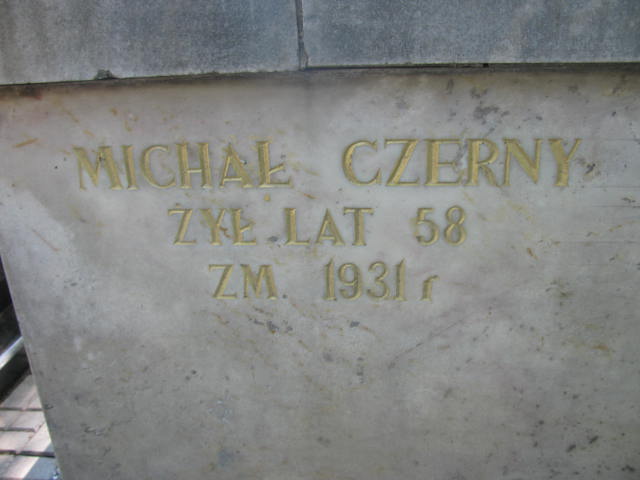 MICHAŁ CZERNY
ŻYŁ LAT 58
ZM 1931 r